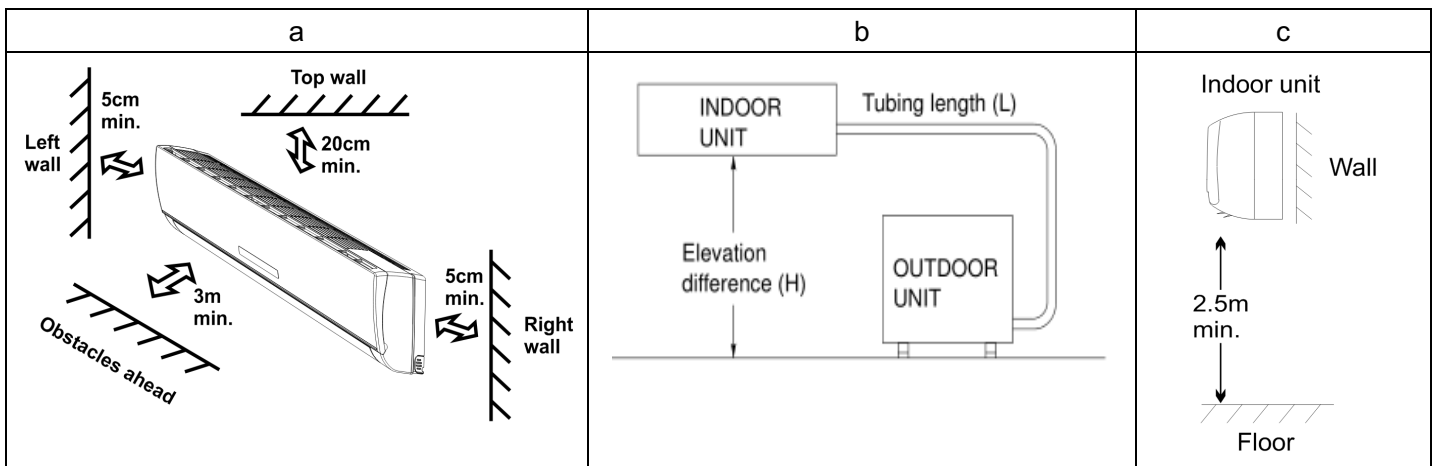 a
b
c
Top wall
5cm
min.
Left
wall
20cm
min.
3m
min.
5cm
min.
Right
wall
Obstacles ahead
INDOOR
UNIT
Tubing length (L)
Elevation
difference (H)
OUTDOOR
UNIT
Indoor unit
Wall
2.5m
min.
Floor